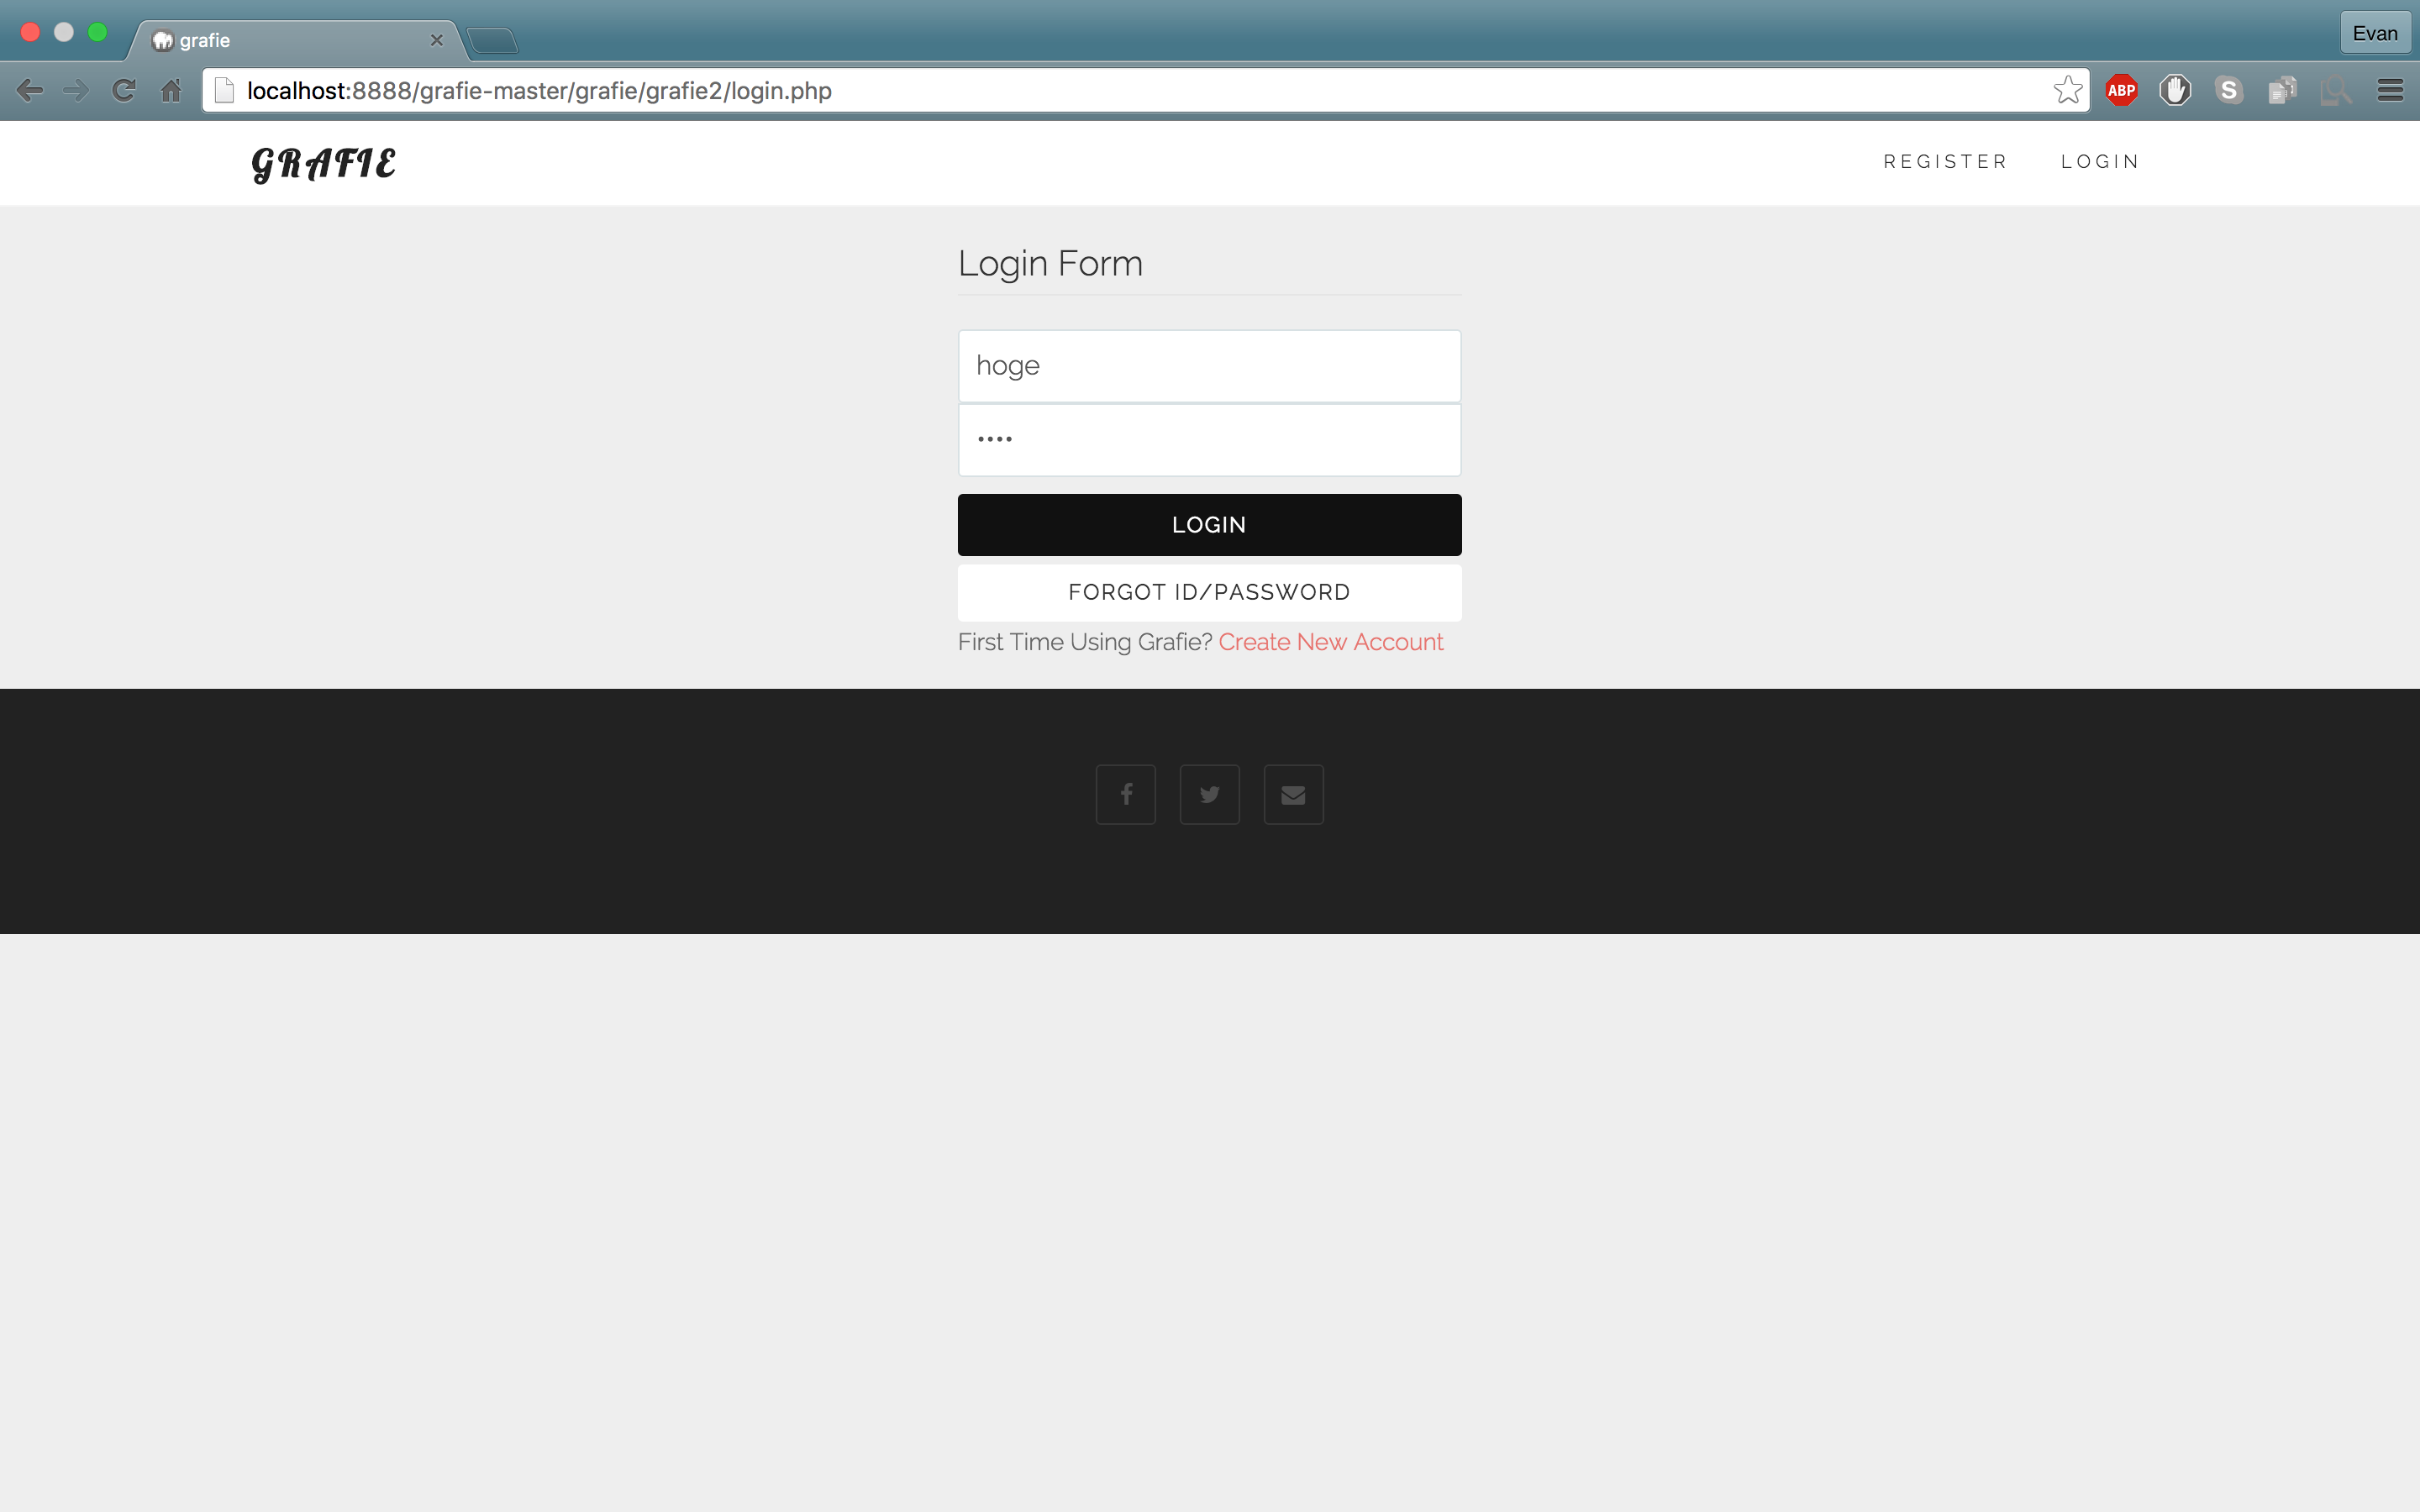 grafie
Evan
localhost:8888/grafie-master/grafie/grafie2/login.php
ABP
S
GRAFIE
REGISTER
LOGIN
Login Form
hoge
••••
LOGIN
FORGOT ID/PASSWORD
First Time Using Grafie? Create New Account